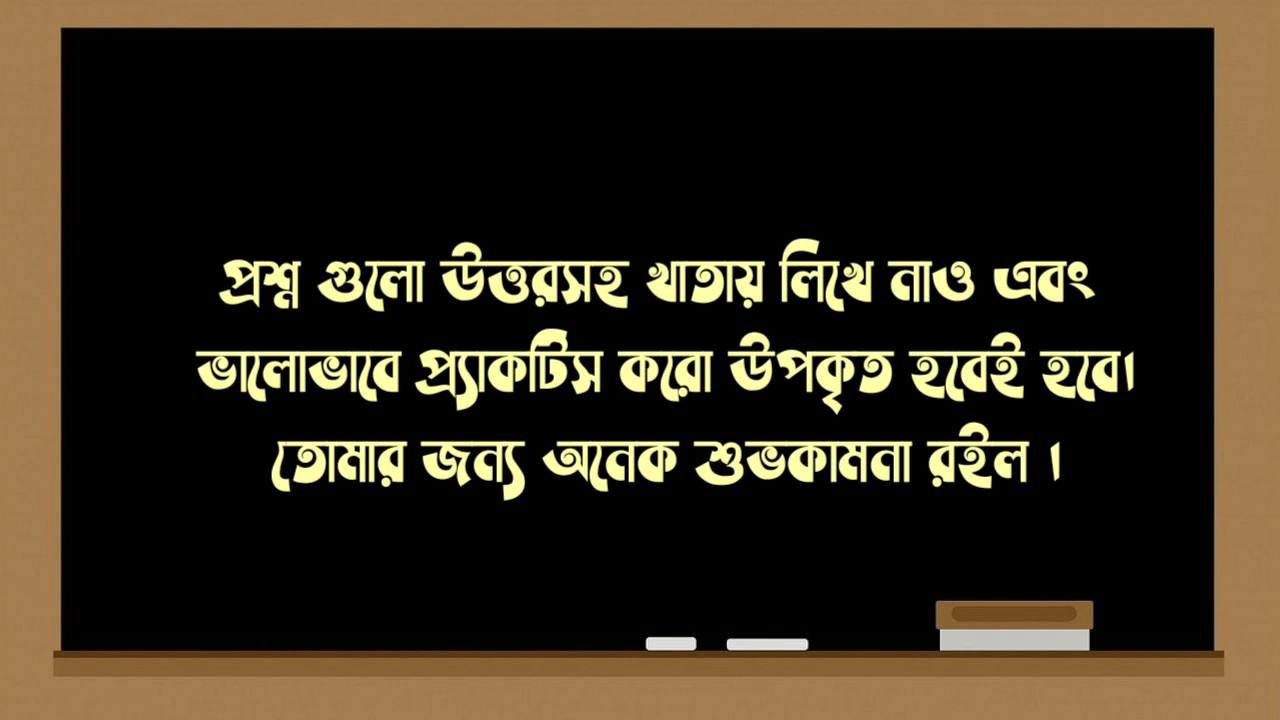 প্রশ্ন গুলো উত্তরসহ খাতায় লিখে নাও এবং
ভালোভাবে প্র্যাকটিস করো উপকৃত হবেই হবে।
তোমার জন্য অনেক শুভকামনা রইল ।